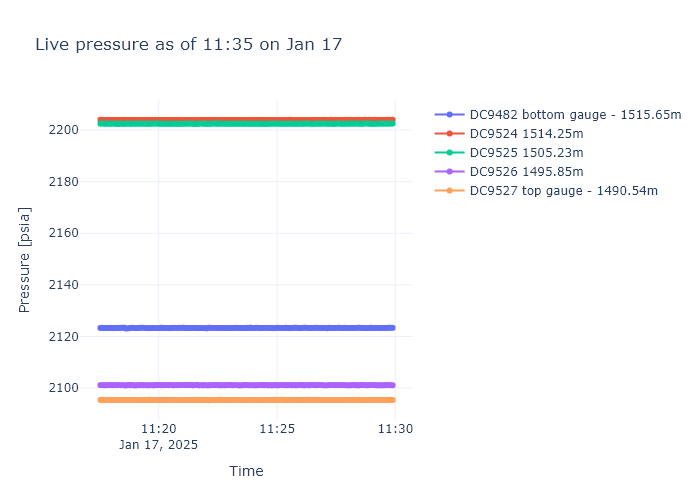 Live pressure as of 11:35 on Jan 17
DC9482 bottom gauge - 1515.65m
DC9524 1514.25m
DC9525 1505.23m
DC9526 1495.85m
DC9527 top gauge - 1490.54m
Pressure [psia]
2200
2180
2160
2140
2120
2100
11:20
11:25
11:30
Jan 17, 2025
Time